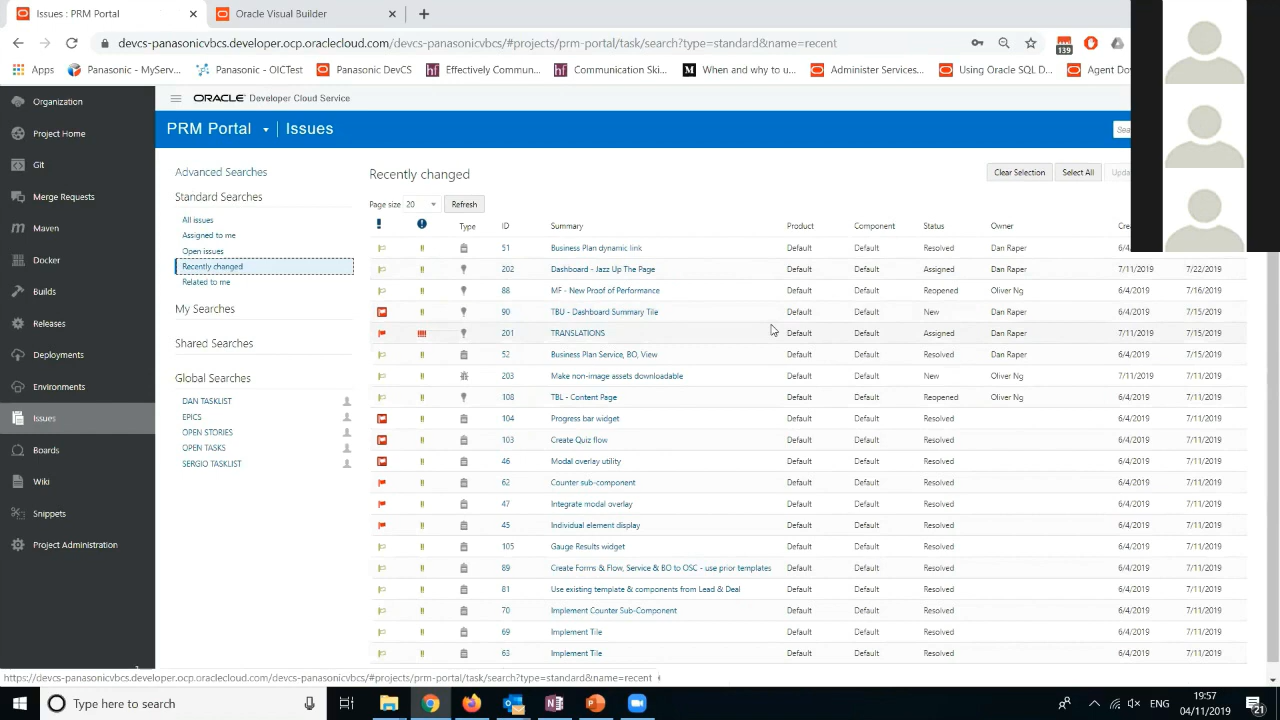 Issues : PRM Portal
Oracle Visual Builder
devcs-panasonicvbcs.developer.ocp.oraclecloud.com/devcs-panasonicvbcs/#projects/prm-portal/task/search?type=standard&name=recent
139
Apps
Panasonic - MyServ...
Panasonic - OICTest
Panasonic DevCS
Effectively Commun...
Communication Skil...
When and why to u...
Administer Services...
Using Oracle SQL D...
Agent Do
Organization
Project Home
Git
Merge Requests
Maven
Docker
Builds
Releases
Deployments
Environments
Issues
Boards
Wiki
Snippets
Project Administration
ORACLE Developer Cloud Service
PRM Portal | Issues
Sea
Advanced Searches
Standard Searches
All issues
Assigned to me
Open issues
Recently changed
Related to me
My Searches
Shared Searches
Global Searches
DAN TASKLIST
EPICS
OPEN STORIES
OPEN TASKS
SERGIO TASKLIST
Recently changed
Clear Selection
Select All
Upda
Page size 20
Refresh
Type ID Summary Product Component Status Owner Cre
51 Business Plan dynamic link Default Default Resolved Dan Raper
202 Dashboard - Jazz Up The Page Default Default Assigned Dan Raper 7/11/2019 7/22/2019
88 MF - New Proof of Performance Default Default Reopened Oliver Ng 6/4/2019 7/16/2019
90 TBU - Dashboard Summary Tile Default Default New Dan Raper 6/4/2019 7/15/2019
201 TRANSLATIONS Default Default Assigned Dan Raper 7/11/2019 7/15/2019
52 Business Plan Service, BO, View Default Default Resolved Dan Raper 6/4/2019 7/15/2019
203 Make non-image assets downloadable Default Default New Oliver Ng 7/11/2019 7/11/2019
108 TBL - Content Page Default Default Reopened Oliver Ng 6/4/2019 7/11/2019
104 Progress bar widget Default Default Resolved 6/4/2019 7/11/2019
103 Create Quiz flow Default Default Resolved 6/4/2019 7/11/2019
46 Modal overlay utility Default Default Resolved 6/4/2019 7/11/2019
62 Counter sub-component Default Default Resolved 6/4/2019 7/11/2019
47 Integrate modal overlay Default Default Resolved 6/4/2019 7/11/2019
45 Individual element display Default Default Resolved 6/4/2019 7/11/2019
105 Gauge Results widget Default Default Resolved 6/4/2019 7/11/2019
89 Create Forms & Flow, Service & BO to OSC - use prior templates Default Default Resolved 6/4/2019 7/11/2019
81 Use existing template & components from Lead & Deal Default Default Resolved 6/4/2019 7/11/2019
70 Implement Counter Sub-Component Default Default Resolved 6/4/2019 7/11/2019
69 Implement Tile Default Default Resolved 6/4/2019 7/11/2019
63 Implement Tile Default Default Resolved 6/4/2019 7/11/2019
https://devcs-panasonicvbcs.developer.ocp.oraclecloud.com/devcs-panasonicvbcs/#projects/prm-portal/task/search?type=standard&name=recent
Type here to search
ENG
19:57
04/11/2019
21